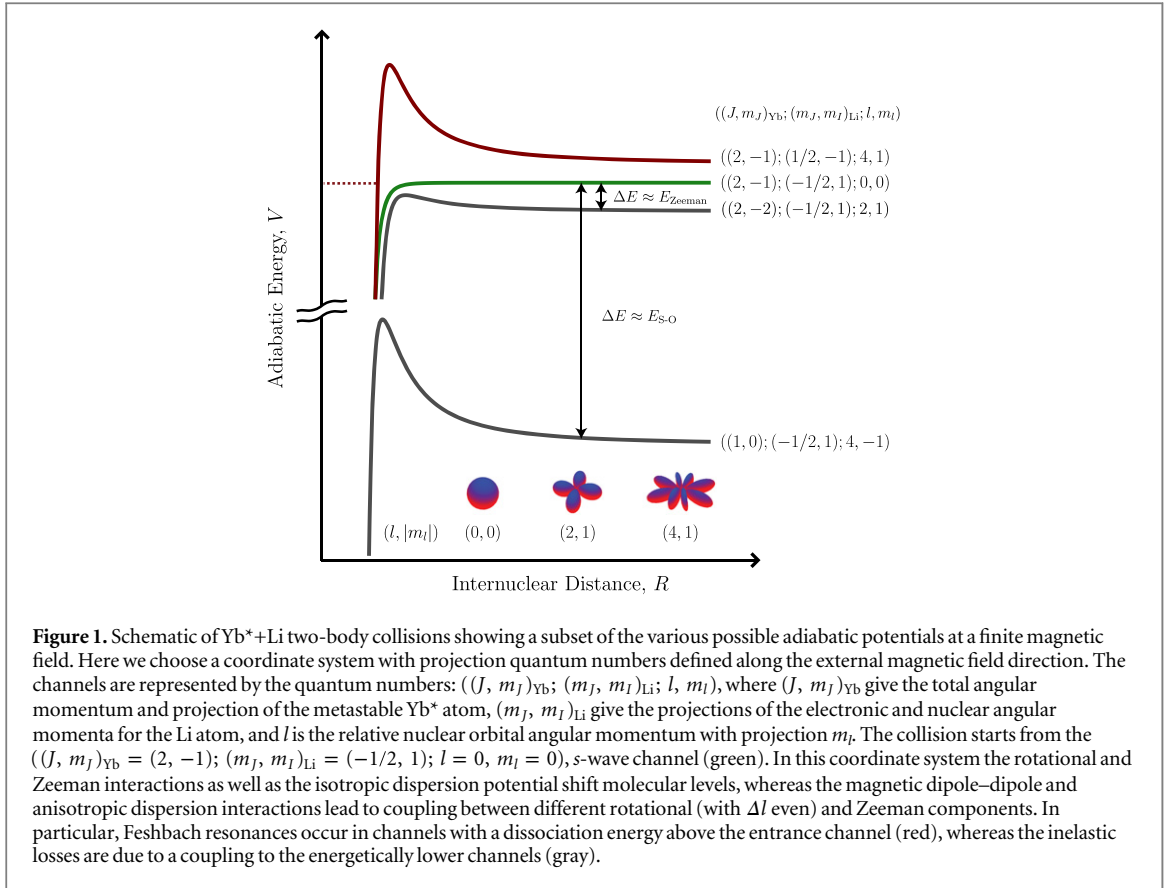 ((J, m_J)_Yb; (m_J, m_I)_Li; l, m_l)
((2, −1); (1/2, −1); 4, 1)
((2, −1); (−1/2, 1); 0, 0)
ΔE ≈ E_Zeeman
((2, −2); (−1/2, 1); 2, 1)
Adiabatic Energy, V
ΔE ≈ E_S-O
((1, 0); (−1/2, 1); 4, −1)
(l, |m_l|) (0, 0) (2, 1) (4, 1)
Internuclear Distance, R
Figure 1. Schematic of Yb*+Li two-body collisions showing a subset of the various possible adiabatic potentials at a finite magnetic
field. Here we choose a coordinate system with projection quantum numbers defined along the external magnetic field direction. The
channels are represented by the quantum numbers: ((J, m_J)_Yb; (m_J, m_I)_Li; l, m_l), where (J, m_J)_Yb give the total angular
momentum and projection of the metastable Yb* atom, (m_J, m_I)_Li give the projections of the electronic and nuclear angular
momenta for the Li atom, and l is the relative nuclear orbital angular momentum with projection m_l. The collision starts from the
((J, m_J)_Yb = (2, −1); (m_J, m_I)_Li = (−1/2, 1); l = 0, m_l = 0), s-wave channel (green). In this coordinate system the rotational and
Zeeman interactions as well as the isotropic dispersion potential shift molecular levels, whereas the magnetic dipole–dipole and
anisotropic dispersion interactions lead to coupling between different rotational (with Δl even) and Zeeman components. In
particular, Feshbach resonances occur in channels with a dissociation energy above the entrance channel (red), whereas the inelastic
losses are due to a coupling to the energetically lower channels (gray).